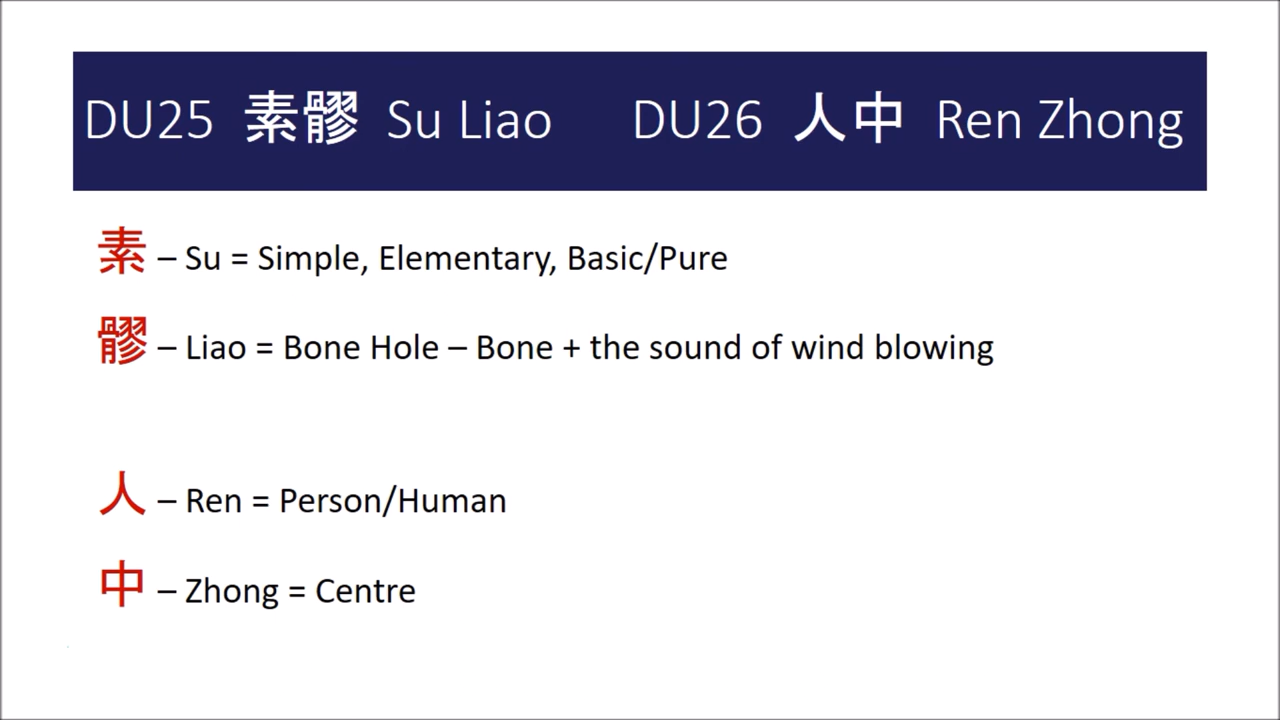 DU25 素髎 Su Liao DU26 人中 Ren Zhong
素 – Su = Simple, Elementary, Basic/Pure
髎 – Liao = Bone Hole – Bone + the sound of wind blowing
人 – Ren = Person/Human
中 – Zhong = Centre